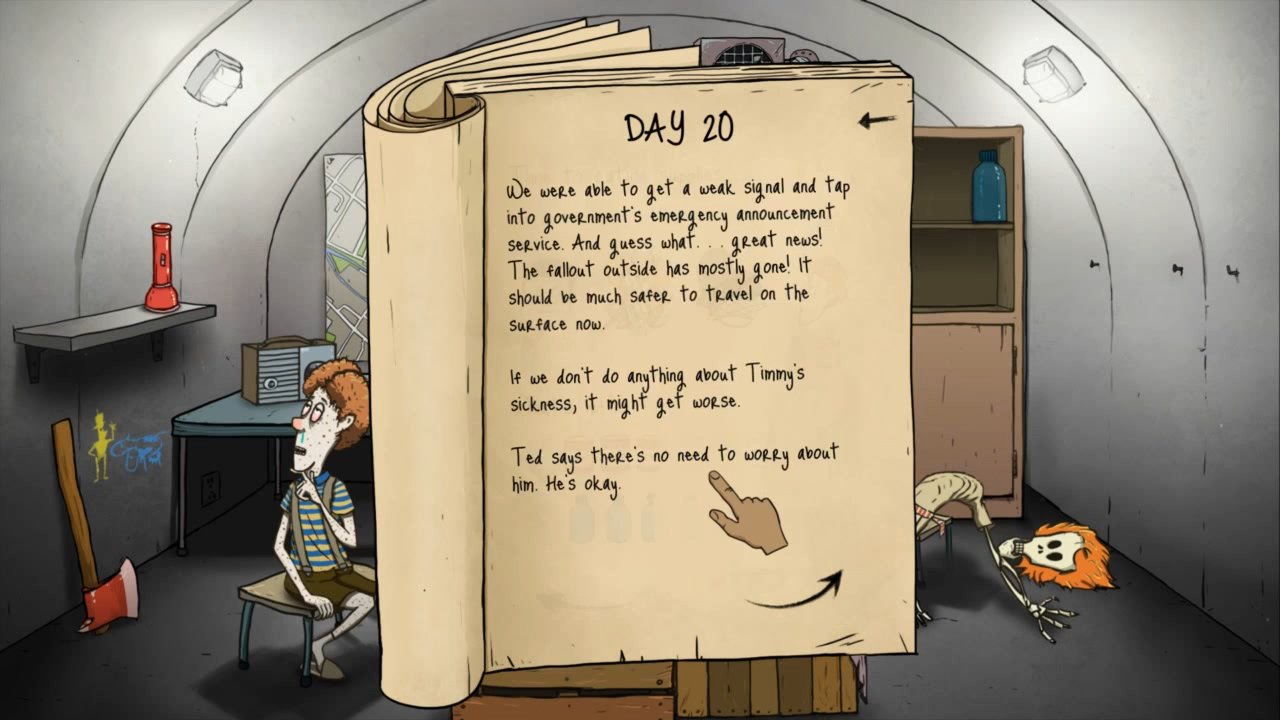 DAY 20
We were able to get a weak signal and tap
into government's emergency announcement
service. And guess what. . . great news!
The fallout outside has mostly gone! It
should be much safer to travel on the
surface now.
If we don't do anything about Timmy's
sickness, it might get worse.
Ted says there's no need to worry about
him. He's okay.